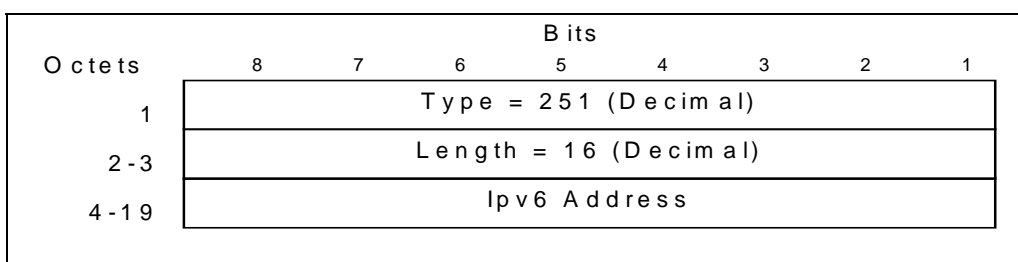 Bits
Octets 8 7 6 5 4 3 2 1
1 Type = 251 (Decimal)
2-3 Length = 16 (Decimal)
4-19 Ipv6 Address